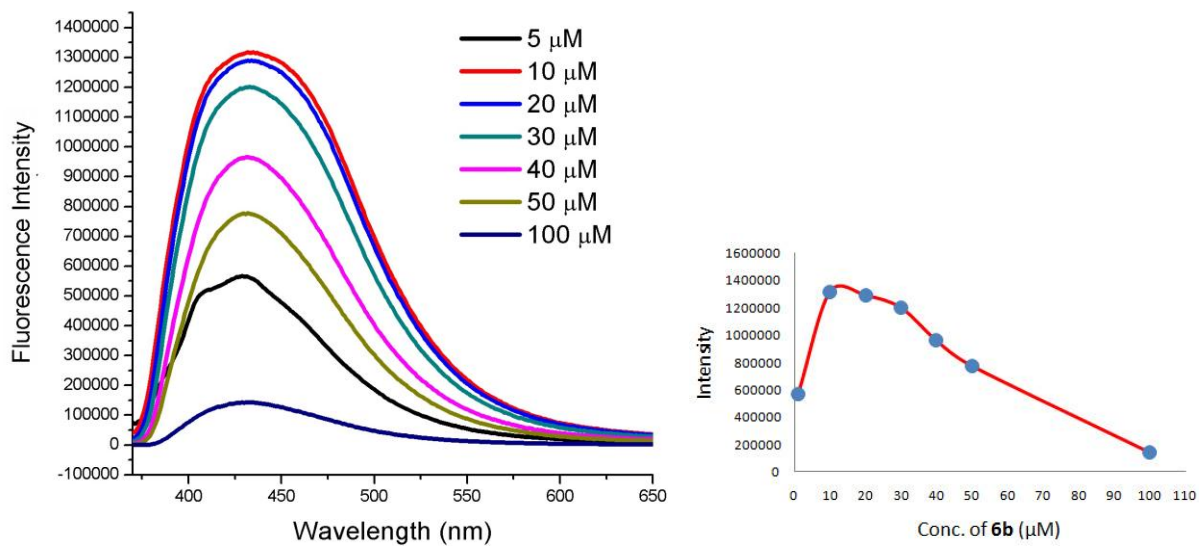 Fluorescence Intensity
1400000
1300000
1200000
1100000
1000000
900000
800000
700000
600000
500000
400000
300000
200000
100000
0
-100000
400
450
500
550
600
650
Wavelength (nm)
5 μM
10 μM
20 μM
30 μM
40 μM
50 μM
100 μM
Intensity
1600000
1400000
1200000
1000000
800000
600000
400000
200000
0
0 10 20 30 40 50 60 70 80 90 100 110
Conc. of 6b (μM)